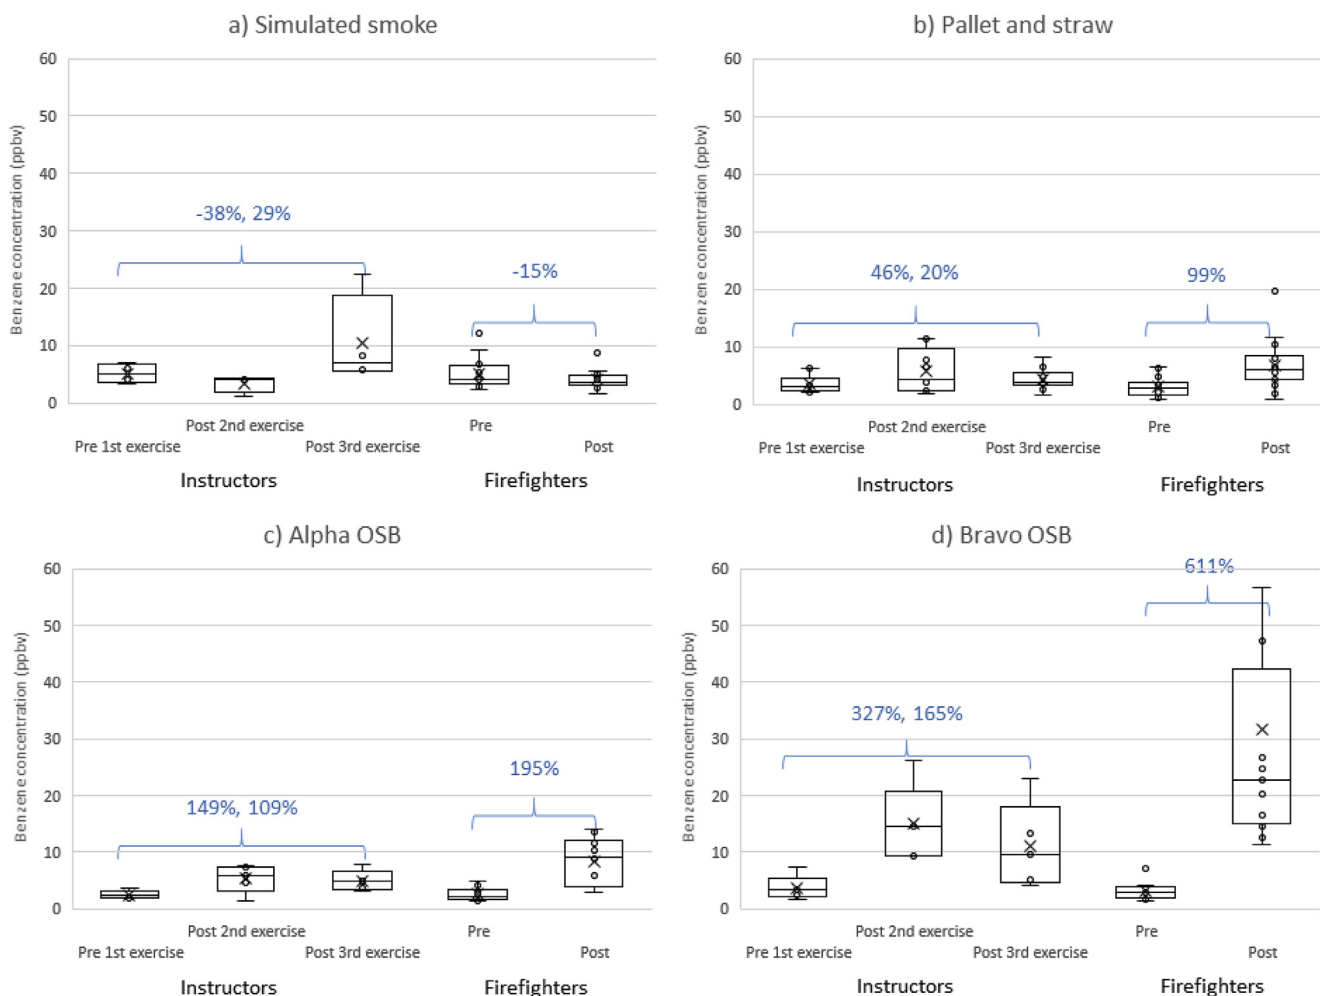 a) Simulated smoke
Benzene concentration (ppbv)
60
50
40
30
20
10
0
-38%, 29%
-15%
Post 2nd exercise
Pre
Pre 1st exercise
Post 3rd exercise
Post
Instructors
Firefighters
b) Pallet and straw
Benzene concentration (ppbv)
60
50
40
30
20
10
0
46%, 20%
99%
Post 2nd exercise
Pre
Pre 1st exercise
Post 3rd exercise
Post
Instructors
Firefighters
c) Alpha OSB
Benzene concentration (ppbv)
60
50
40
30
20
10
0
149%, 109%
195%
Post 2nd exercise
Pre
Pre 1st exercise
Post 3rd exercise
Post
Instructors
Firefighters
d) Bravo OSB
Benzene concentration (ppbv)
60
50
40
30
20
10
0
611%
327%, 165%
Post 2nd exercise
Pre
Pre 1st exercise
Post 3rd exercise
Post
Instructors
Firefighters